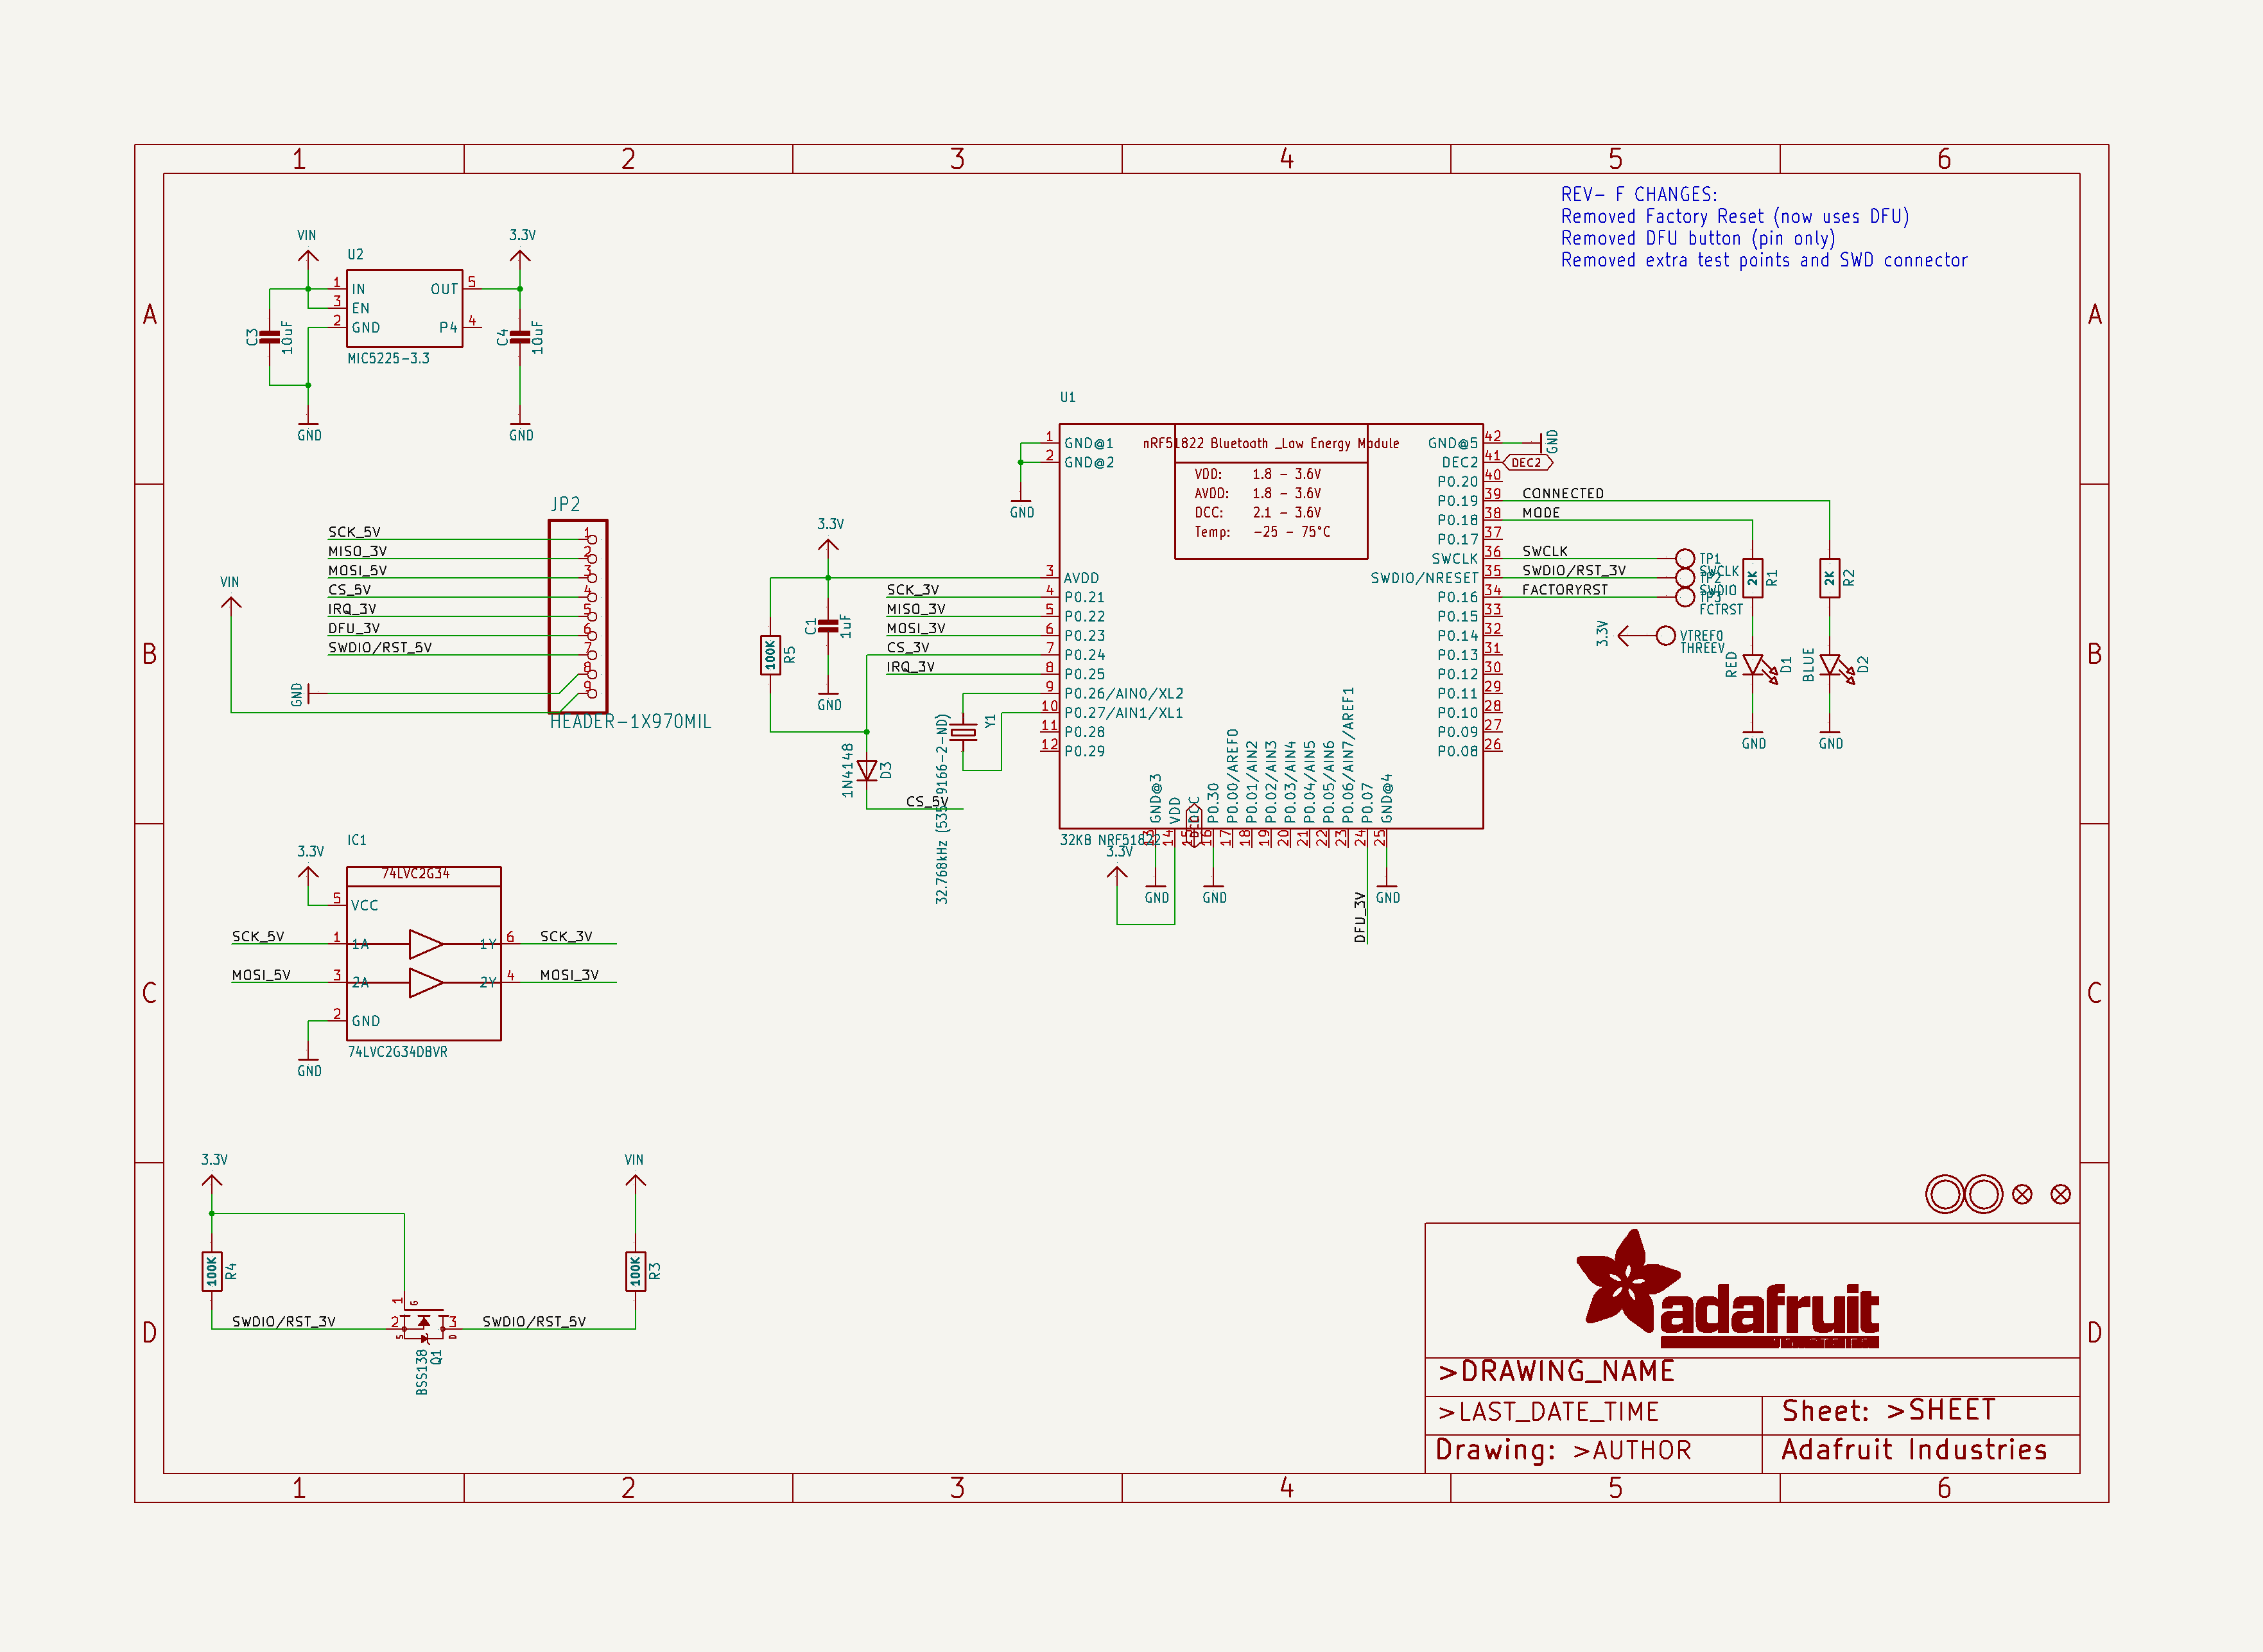 1 2 3 4 5 6
A
B
C
D
REV- F CHANGES:
Removed Factory Reset (now uses DFU)
Removed DFU button (pin only)
Removed extra test points and SWD connector
VIN
3.3V
U2
1 IN
3 EN
2 GND
OUT 5
P4 4
MIC5225-3.3
C3
10uF
C4
10uF
GND
GND
JP2
SCK_5V 1
MISO_3V 2
MOSI_5V 3
CS_5V 4
IRQ_3V 5
DFU_3V 6
SWDIO/RST_5V 7
8
9
VIN
GND
HEADER-1X970MIL
U1
nRF51822 Bluetooth _Low Energy Module
VDD: 1.8 - 3.6V
AVDD: 1.8 - 3.6V
DCC: 2.1 - 3.6V
Temp: -25 - 75°C
1 GND@1
2 GND@2
GND
3.3V
3 AVDD
SCK_3V 4 P0.21
MISO_3V 5 P0.22
MOSI_3V 6 P0.23
CS_3V 7 P0.24
IRQ_3V 8 P0.25
9 P0.26/AIN0/XL2
10 P0.27/AIN1/XL1
11 P0.28
12 P0.29
100K
R5
C1
1uF
GND
1N4148
D3
CS_5V
Y1
32.768kHz (535-9166-2-ND)
GND@5 42
GND
DEC2 41
DEC2
P0.20 40
P0.19 39 CONNECTED
P0.18 38 MODE
P0.17 37
SWCLK 36 SWCLK
SWDIO/NRESET 35 SWDIO/RST_3V
P0.16 34 FACTORYRST
P0.15 33
P0.14 32
P0.13 31
P0.12 30
P0.11 29
P0.10 28
P0.09 27
P0.08 26
TP1
SWCLK
TP2
SWDIO
TP3
FCTRST
3.3V
VTREF0
THREEV
2K
R1
2K
R2
RED
D1
BLUE
D2
GND
GND
GND@3
VDD
P0.30
P0.00/AREF0
P0.01/AIN2
P0.02/AIN3
P0.03/AIN4
P0.04/AIN5
P0.05/AIN6
P0.06/AIN7/AREF1
P0.07
GND@4
13 14 15 16 17 18 19 20 21 22 23 24 25
32KB NRF51822
3.3V
GND
GND
DFU_3V
GND
IC1
3.3V
74LVC2G34
5 VCC
SCK_5V 1 1A 1Y 6 SCK_3V
MOSI_5V 3 2A 2Y 4 MOSI_3V
2 GND
74LVC2G34DBVR
GND
3.3V
VIN
100K
R4
100K
R3
1 G
SWDIO/RST_3V 2 S
3 D SWDIO/RST_5V
BSS138
Q1
adafruit
>DRAWING_NAME
>LAST_DATE_TIME
Sheet: >SHEET
Drawing: >AUTHOR
Adafruit Industries
A
B
C
D
1 2 3 4 5 6